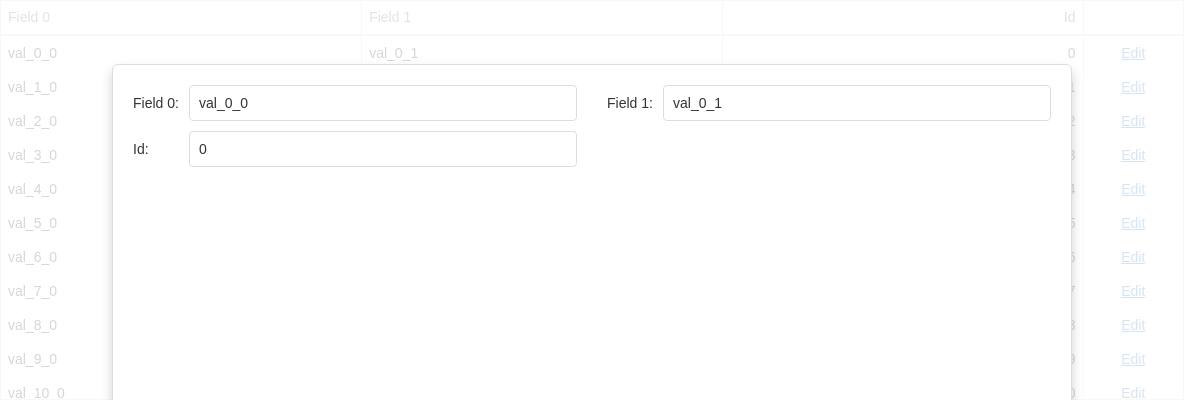 Field 0 Field 1 Id
val_0_0 val_0_1 0 Edit
val_1_0 1 Edit
Field 0: val_0_0 Field 1: val_0_1
val_2_0 2 Edit
Id: 0
val_3_0 3 Edit
val_4_0 4 Edit
val_5_0 5 Edit
val_6_0 6 Edit
val_7_0 7 Edit
val_8_0 8 Edit
val_9_0 9 Edit
val_10_0 0 Edit